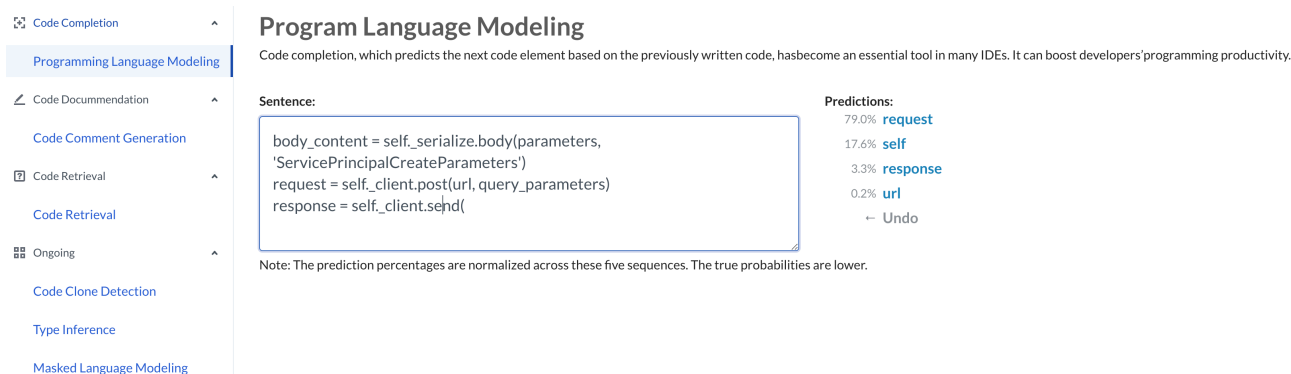 Code Completion
Programming Language Modeling
Code Docummendation
Code Comment Generation
Code Retrieval
Code Retrieval
Ongoing
Code Clone Detection
Type Inference
Masked Language Modeling
Program Language Modeling
Code completion, which predicts the next code element based on the previously written code, hasbecome an essential tool in many IDEs. It can boost developers'programming productivity.
Sentence:
body_content = self._serialize.body(parameters,
'ServicePrincipalCreateParameters')
request = self._client.post(url, query_parameters)
response = self._client.send(
Predictions:
79.0% request
17.6% self
3.3% response
0.2% url
← Undo
Note: The prediction percentages are normalized across these five sequences. The true probabilities are lower.